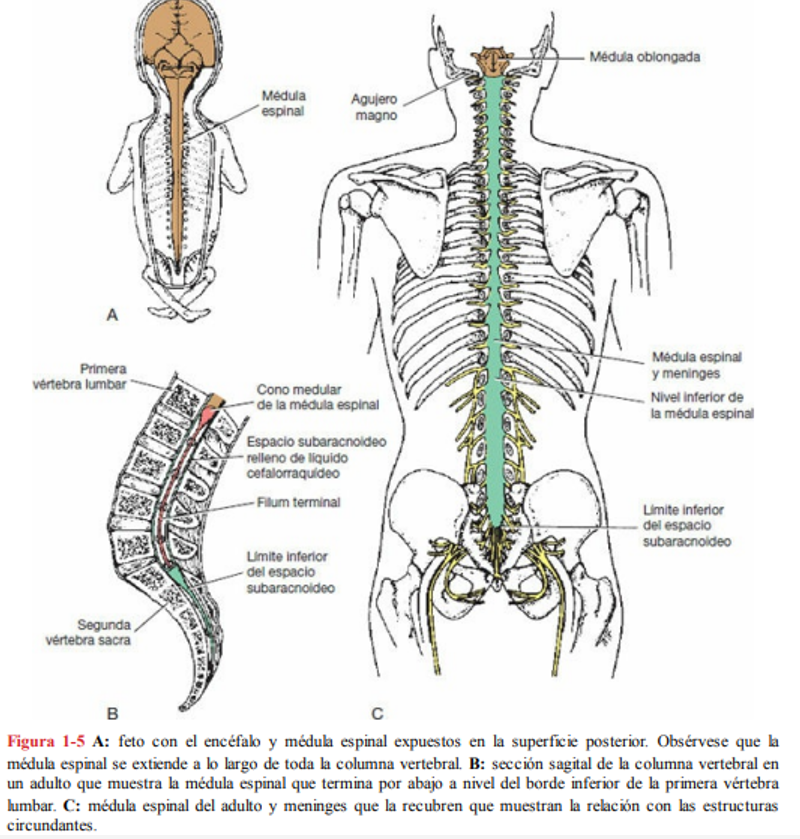 Médula
espinal
A
Médula oblongada
Agujero
magno
Médula espinal
y meninges
Nivel inferior de
la médula espinal
Límite inferior
del espacio
subaracnoideo
C
Primera
vértebra lumbar
Cono medular
de la médula espinal
Espacio subaracnoideo
relleno de líquido
cefalorraquídeo
Filum terminal
Límite inferior
del espacio
subaracnoideo
Segunda
vértebra sacra
B
Figura 1-5 A: feto con el encéfalo y médula espinal expuestos en la superficie posterior. Obsérvese que la
médula espinal se extiende a lo largo de toda la columna vertebral. B: sección sagital de la columna vertebral en
un adulto que muestra la médula espinal que termina por abajo a nivel del borde inferior de la primera vértebra
lumbar. C: médula espinal del adulto y meninges que la recubren que muestran la relación con las estructuras
circundantes.